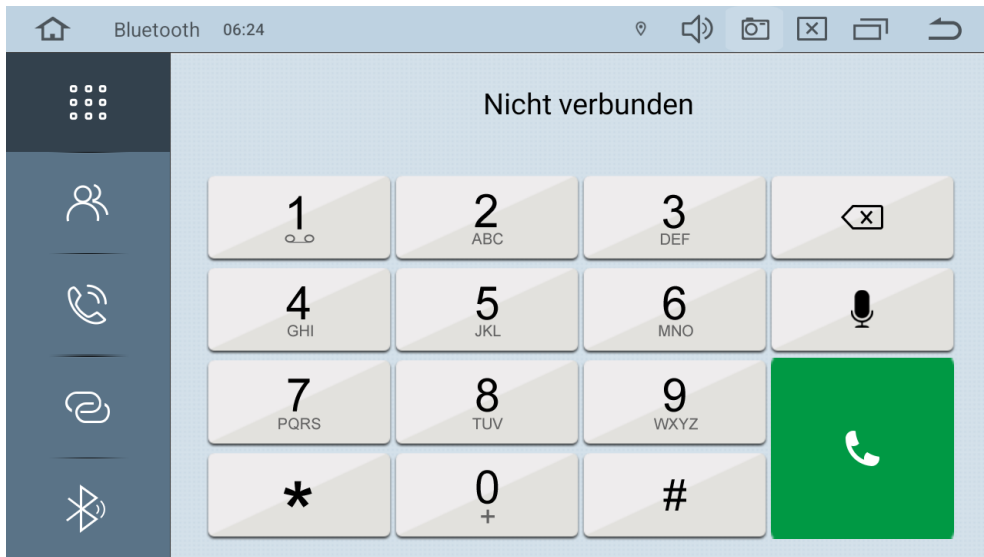 Bluetooth 06:24
Nicht verbunden
1 2 3
ABC DEF
4 5 6
GHI JKL MNO
7 8 9
PQRS TUV WXYZ
* 0 #
+